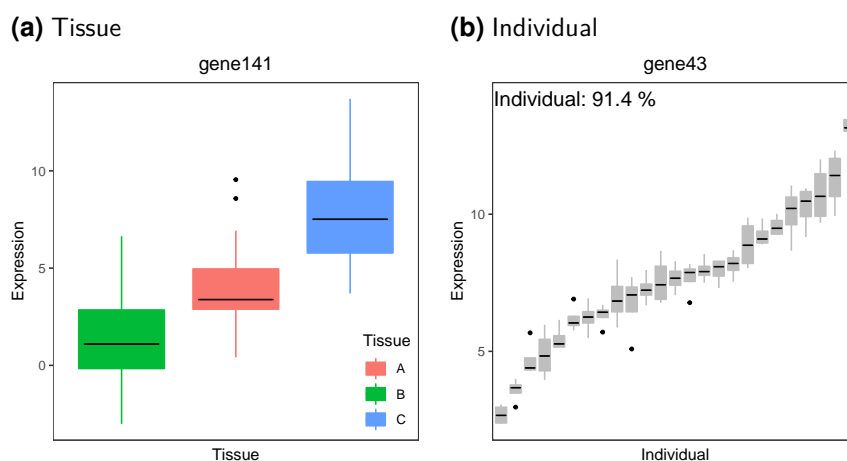 (a) Tissue
gene141
Expression
10
5
0
Tissue
A
B
C
Tissue
(b) Individual
gene43
Individual: 91.4 %
Expression
10
5
Individual